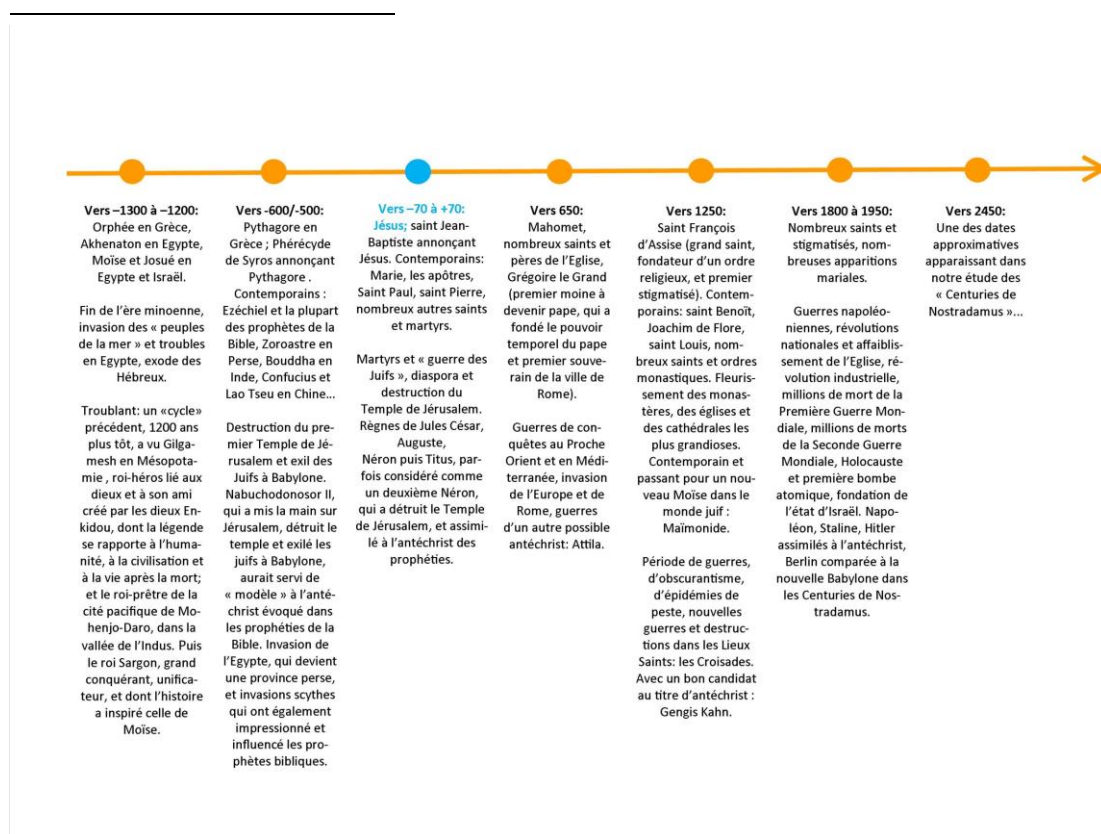 Vers –1300 à –1200:
Orphée en Grèce,
Akhenaton en Egypte,
Moïse et Josué en
Egypte et Israël.
Fin de l'ère minoenne,
invasion des « peuples
de la mer » et troubles
en Egypte, exode des
Hébreux.
Troublant: un «cycle»
précédent, 1200 ans
plus tôt, a vu Gilga-
mesh en Mésopota-
mie , roi-héros lié aux
dieux et à son ami
créé par les dieux En-
kidou, dont la légende
se rapporte à l'huma-
nité, à la civilisation et
à la vie après la mort;
et le roi-prêtre de la
cité pacifique de Mo-
henjo-Daro, dans la
vallée de l'Indus. Puis
le roi Sargon, grand
conquérant, unifica-
teur, et dont l'histoire
a inspiré celle de
Moïse.
Vers -600/-500:
Pythagore en
Grèce ; Phérécyde
de Syros annonçant
Pythagore .
Contemporains :
Ezéchiel et la plupart
des prophètes de la
Bible, Zoroastre en
Perse, Bouddha en
Inde, Confucius et
Lao Tseu en Chine...
Destruction du pre-
mier Temple de Jé-
rusalem et exil des
Juifs à Babylone.
Nabuchodonosor II,
qui a mis la main sur
Jérusalem, détruit le
temple et exilé les
juifs à Babylone,
aurait servi de
« modèle » à l'anté-
christ évoqué dans
les prophéties de la
Bible. Invasion de
l'Egypte, qui devient
une province perse,
et invasions scythes
qui ont également
impressionné et
influencé les pro-
phètes bibliques.
Vers –70 à +70:
Jésus; saint Jean-
Baptiste annonçant
Jésus. Contemporains:
Marie, les apôtres,
Saint Paul, saint Pierre,
nombreux autres saints
et martyrs.
Martyrs et « guerre des
Juifs », diaspora et
destruction du
Temple de Jérusalem.
Règnes de Jules César,
Auguste,
Néron puis Titus, par-
fois considéré comme
un deuxième Néron,
qui a détruit le Temple
de Jérusalem, et assimi-
lé à l'antéchrist des
prophéties.
Vers 650:
Mahomet,
nombreux saints et
pères de l'Eglise,
Grégoire le Grand
(premier moine à
devenir pape, qui a
fondé le pouvoir
temporel du pape
et premier souve-
rain de la ville de
Rome).
Guerres de con-
quêtes au Proche
Orient et en Médi-
terranée, invasion
de l'Europe et de
Rome, guerres
d'un autre possible
antéchrist: Attila.
Vers 1250:
Saint François
d'Assise (grand saint,
fondateur d'un ordre
religieux, et premier
stigmatisé). Contem-
porains: saint Benoît,
Joachim de Flore,
saint Louis, nom-
breux saints et ordres
monastiques. Fleuris-
sement des monas-
tères, des églises et
des cathédrales les
plus grandioses.
Contemporain et
passant pour un nou-
veau Moïse dans le
monde juif :
Maïmonide.
Période de guerres,
d'obscurantisme,
d'épidémies de
peste, nouvelles
guerres et destruc-
tions dans les Lieux
Saints: les Croisades.
Avec un bon candidat
au titre d'antéchrist :
Gengis Kahn.
Vers 1800 à 1950:
Nombreux saints et
stigmatisés, nom-
breuses apparitions
mariales.
Guerres napoléo-
niennes, révolutions
nationales et affaiblis-
sement de l'Eglise, ré-
volution industrielle,
millions de mort de la
Première Guerre Mon-
diale, millions de morts
de la Seconde Guerre
Mondiale, Holocauste
et première bombe
atomique, fondation de
l'état d'Israël. Napo-
léon, Staline, Hitler
assimilés à l'antéchrist,
Berlin comparée à la
nouvelle Babylone dans
les Centuries de Nos-
tradamus.
Vers 2450:
Une des dates
approximatives
apparaissant dans
notre étude des
« Centuries de
Nostradamus »...